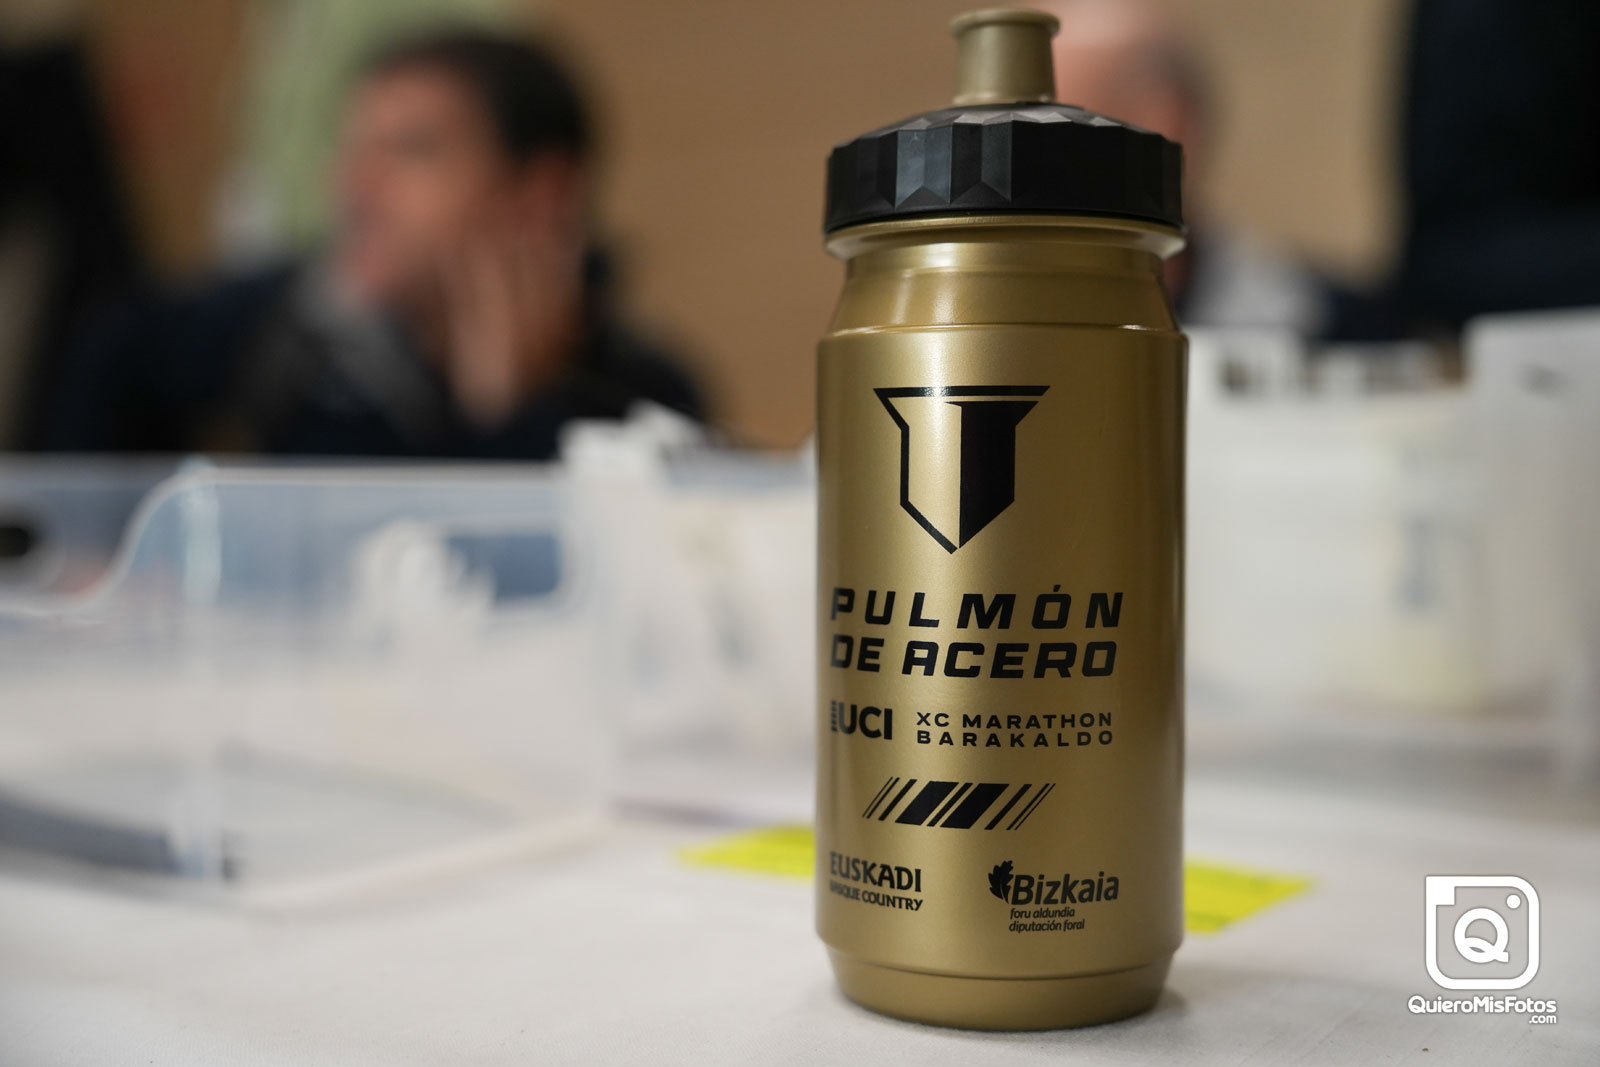 PULMÓN
DE ACERO
UCI
XC MARATHON
BARAKALDO
EUSKADI
BASQUE COUNTRY
Bizkaia
foru aldundia
diputación foral
QuieroMisFotos
.com